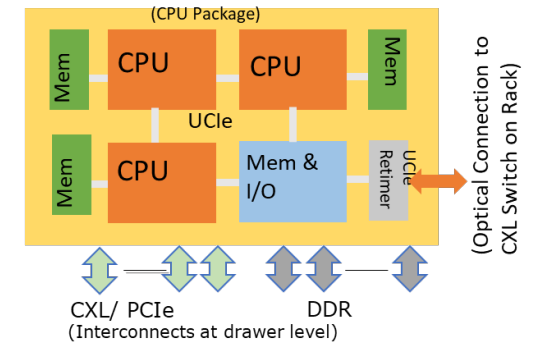 (CPU Package)
Mem
CPU
CPU
Mem
UCIe
Mem
CPU
Mem &
I/O
UCIe
Retimer
(Optical Connection to
CXL Switch on Rack)
CXL/ PCIe
DDR
(Interconnects at drawer level)